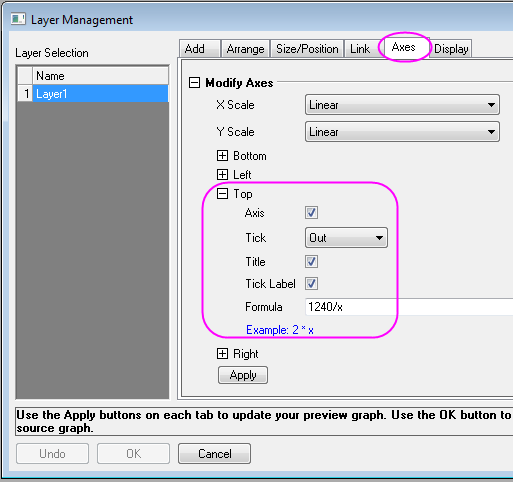 Layer Management
Layer Selection
Name
1 Layer1
Add Arrange Size/Position Link Axes Display
Modify Axes
X Scale Linear
Y Scale Linear
Bottom
Left
Top
Axis
Tick Out
Title
Tick Label
Formula 1240/x
Example: 2 * x
Right
Apply
Use the Apply buttons on each tab to update your preview graph. Use the OK button to
source graph.
Undo OK Cancel